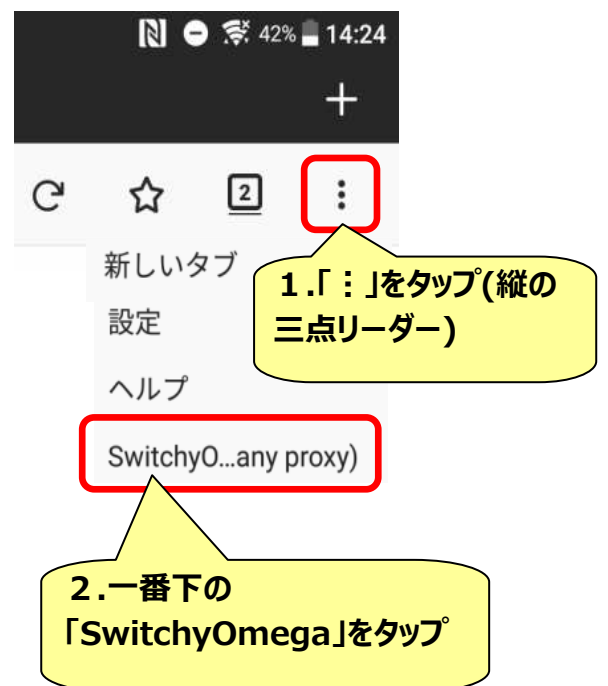 42% 14:24
2
新しいタブ
設定
ヘルプ
SwitchyO...any proxy)
１.「︙」をタップ(縦の
三点リーダー)
２.一番下の
「SwitchyOmega」をタップ